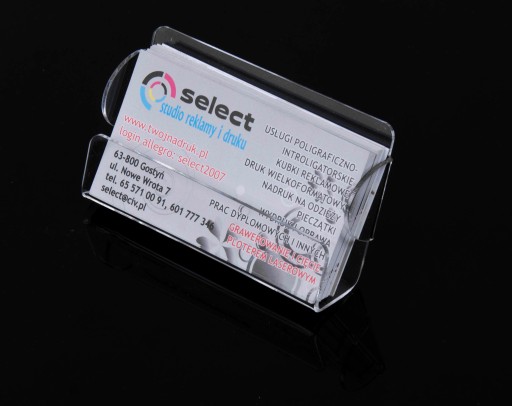 select
studio reklamy i druku
www.twojnadruk.pl
login allegro: select2007
63-800 Gostyń
ul. Nowe Wrota 7
tel. 65 571 00 91, 601 777
select@civ.pl
USŁUGI POLIGRAFICZNO-
INTROLIGATORSKIE
KUBKI REKLAMOWE
DRUK WIELKOFORMATOWY
NADRUK NA ODZIEŻY
PIECZĄTKI
WYDRUK I OPRAWA
PRAC DYPLOMOWYCH I INNYCH
GRAWEROWANIE I CIĘCIE
PLOTEREM LASEROWYM